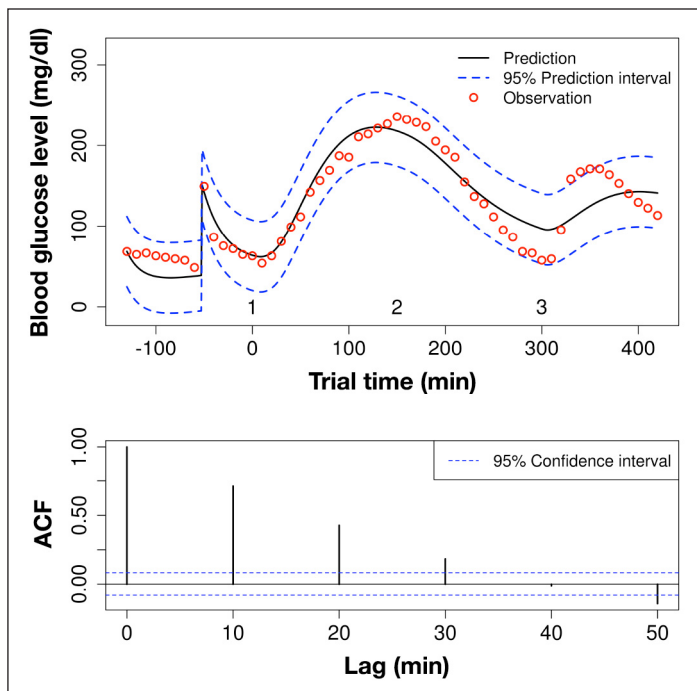 Blood glucose level (mg/dl)
300
200
100
0
Prediction
95% Prediction interval
Observation
1
2
3
-100
0
100
200
300
400
Trial time (min)
ACF
1.00
0.50
0.00
95% Confidence interval
0
10
20
30
40
50
Lag (min)